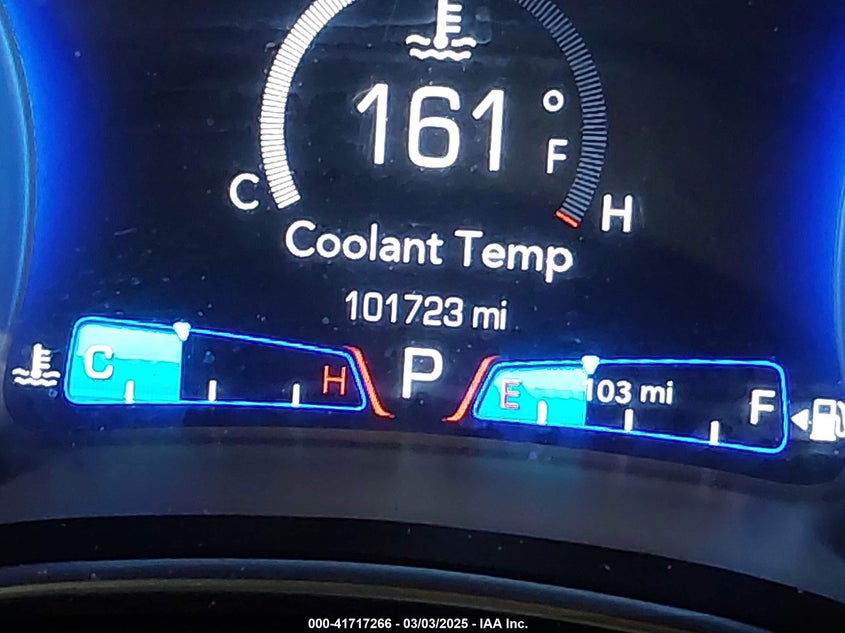 161 ° F
C H
Coolant Temp
101723 mi
C H P E 103 mi F
000-41717266 - 03/03/2025 - IAA Inc.